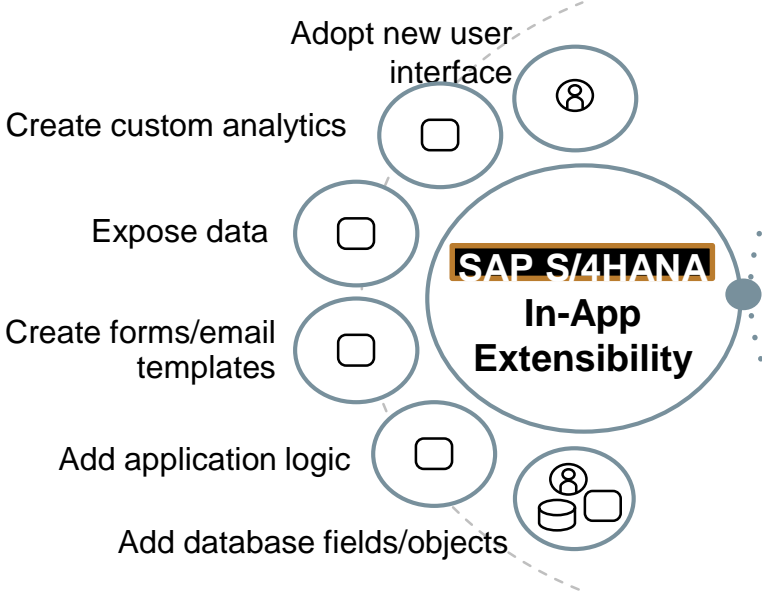 Adopt new user
interface
Create custom analytics
Expose data
Create forms/email
templates
Add application logic
Add database fields/objects
SAP S/4HANA
In-App
Extensibility